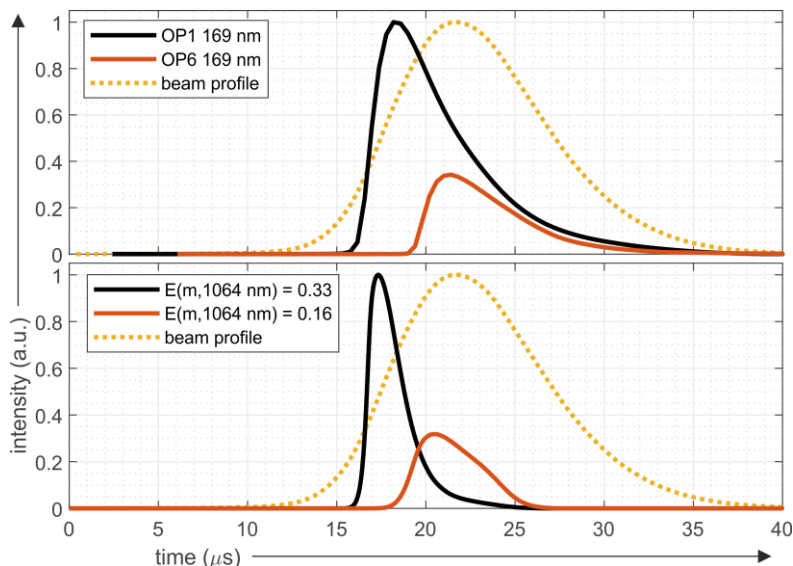 1
0.8
0.6
0.4
0.2
0
OP1 169 nm
OP6 169 nm
beam profile
1
0.8
0.6
0.4
0.2
0
E(m,1064 nm) = 0.33
E(m,1064 nm) = 0.16
beam profile
intensity (a.u.)
0 5 10 15 20 25 30 35 40
time (μs)